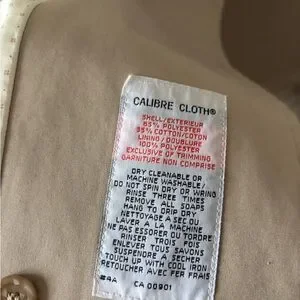 CALIBRE CLOTH®
SHELL/EXTERIEUR
65% POLYESTER
35% COTTON/COTON
LINING/DOUBLURE
100% POLYESTER
EXCLUSIVE OF TRIMMING
GARNITURE NON COMPRISE
DRY CLEANABLE OR
MACHINE WASHABLE/
DO NOT SPIN DRY OR WRING
RINSE THREE TIMES
REMOVE ALL SOAPS
HANG TO DRIP DRY
NETTOYAGE A SEC OU
LAVER A LA MACHINE
NE PAS ESSORER OU TORDRE
RINSER TROIS FOIS
ENLEVER TOUS SAVONS
SUSPENDRE A SECHER
TOUCH UP WITH COOL IRON
RETOUCHER AVEC FER FRAIS
#4A CA 00901